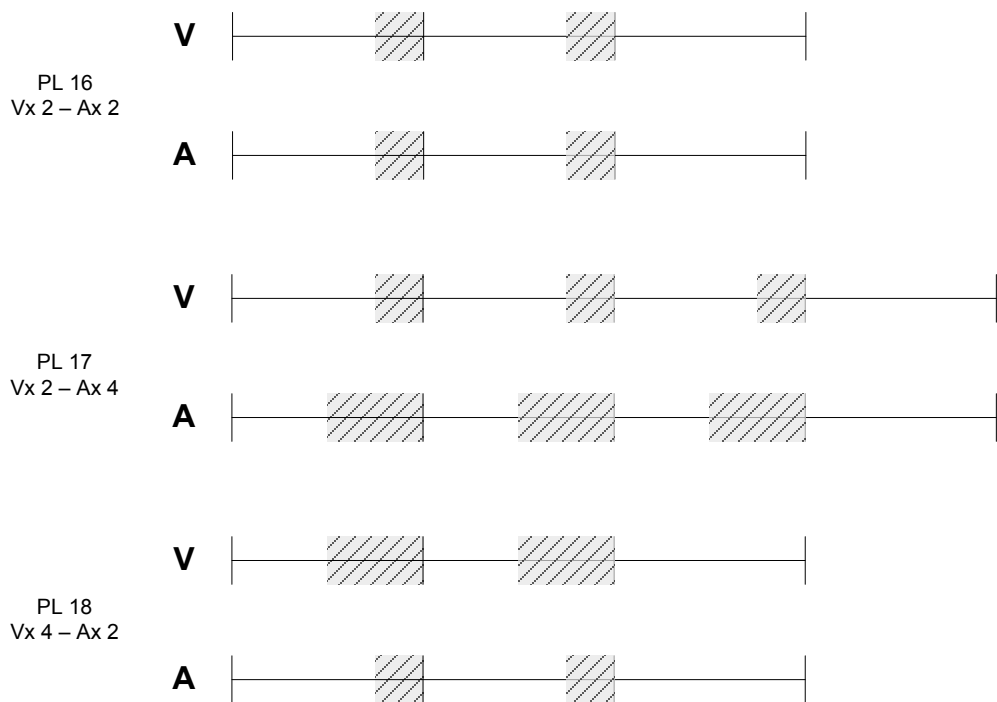 V
PL 16
Vx 2 – Ax 2
A
V
PL 17
Vx 2 – Ax 4
A
V
PL 18
Vx 4 – Ax 2
A